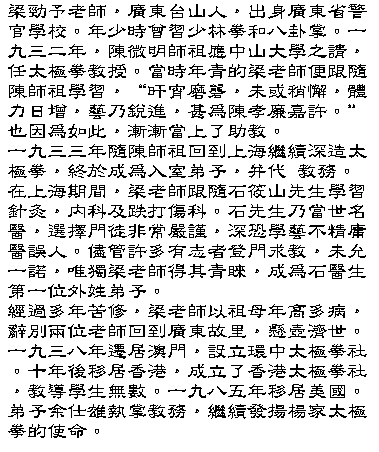 梁勁予老師，廣東台山人，出身廣東省警
官學校。年少時曾習少林拳和八卦掌。一
九三二年，陳微明師祖應中山大學之請，
任太極拳教授。當時年青的梁老師便跟隨
陳師祖學習，“旰宵磨礱，未或稍懈，體
力日增，藝乃銳進，甚爲陳孝廉嘉許。”
也因爲如此，漸漸當上了助教。
一九三三年隨陳師祖回到上海繼續深造太
極拳，終於成爲入室弟子，并代 教務。
在上海期間，梁老師跟隨石筱山先生學習
針灸，内科及跌打傷科。石先生乃當世名
醫，選擇門徒非常嚴謹，深恐學藝不精庸
醫誤人。儘管許多有志者登門求教，未允
一諾，唯獨梁老師得其青睞，成爲石醫生
第一位外姓弟子。
經過多年苦修，梁老師以祖母年高多病，
辭别兩位老師回到廣東故里，懸壺濟世。
一九三八年遷居澳門，設立環中太極拳社
。十年後移居香港，成立了香港太極拳社
，教導學生無數。一九八五年移居美國。
弟子余仕雄執掌教務，繼續發揚楊家太極
拳的使命。